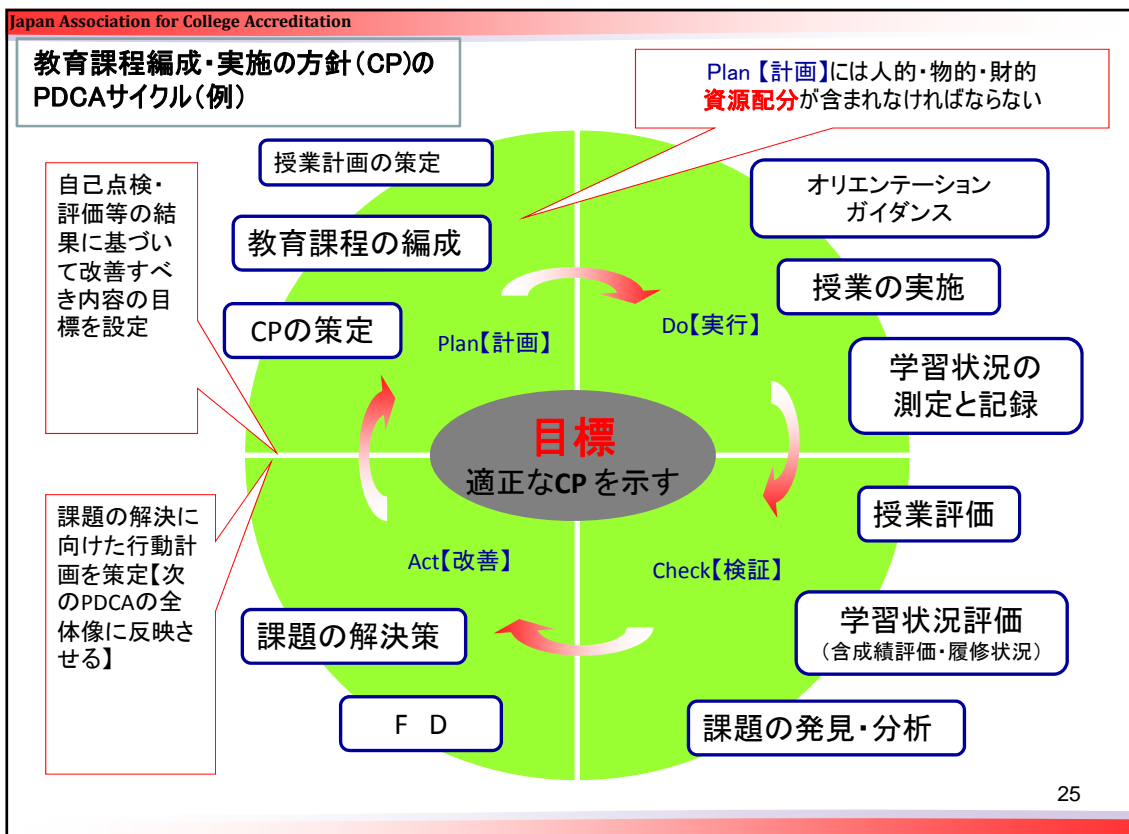 Japan Association for College Accreditation
教育課程編成・実施の方針(CP)の
PDCAサイクル(例)
Plan 【計画】には人的・物的・財的
資源配分が含まれなければならない
自己点検・
評価等の結
果に基づい
て改善すべ
き内容の目
標を設定
授業計画の策定
教育課程の編成
CPの策定
Plan【計画】
オリエンテーション
ガイダンス
授業の実施
Do【実行】
学習状況の
測定と記録
目標
適正なCP を示す
課題の解決に
向けた行動計
画を策定【次
のPDCAの全
体像に反映さ
せる】
授業評価
Check【検証】
学習状況評価
(含成績評価・履修状況)
課題の発見・分析
Act【改善】
課題の解決策
F D
25